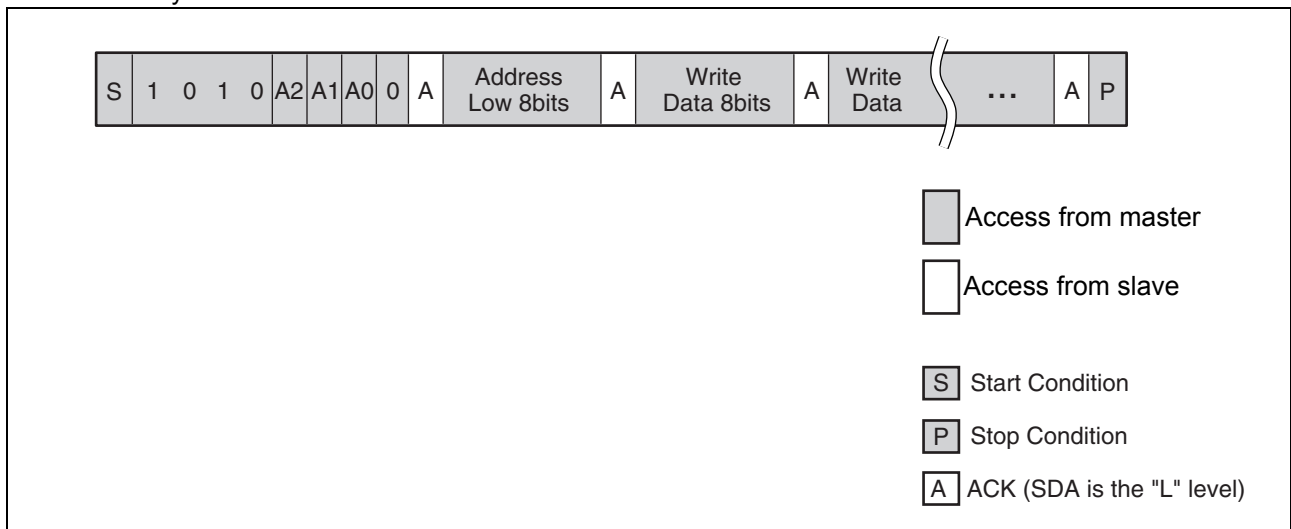 S 1 0 1 0 A2 A1 A0 0 A Address Low 8bits A Write Data 8bits A Write Data ... A P
Access from master
Access from slave
S Start Condition
P Stop Condition
A ACK (SDA is the "L" level)